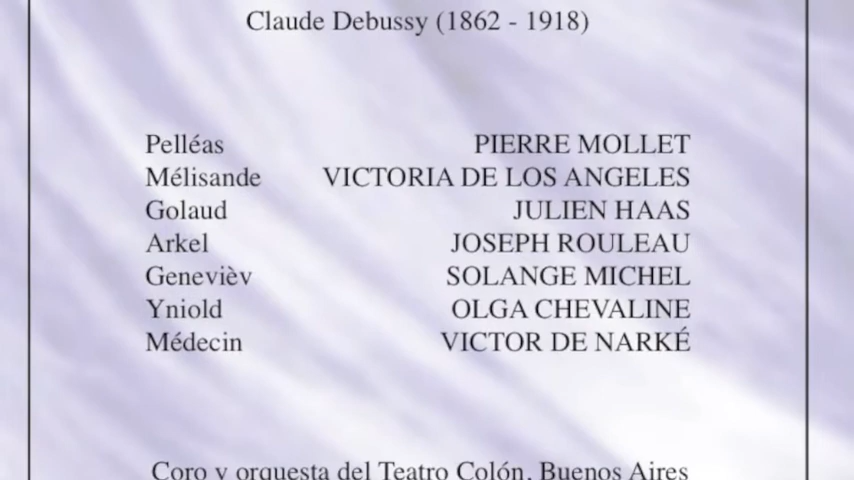 Claude Debussy (1862 - 1918)
Pelléas PIERRE MOLLET
Mélisande VICTORIA DE LOS ANGELES
Golaud JULIEN HAAS
Arkel JOSEPH ROULEAU
Genevièv SOLANGE MICHEL
Yniold OLGA CHEVALINE
Médecin VICTOR DE NARKÉ
Coro y orquesta del Teatro Colón, Buenos Aires